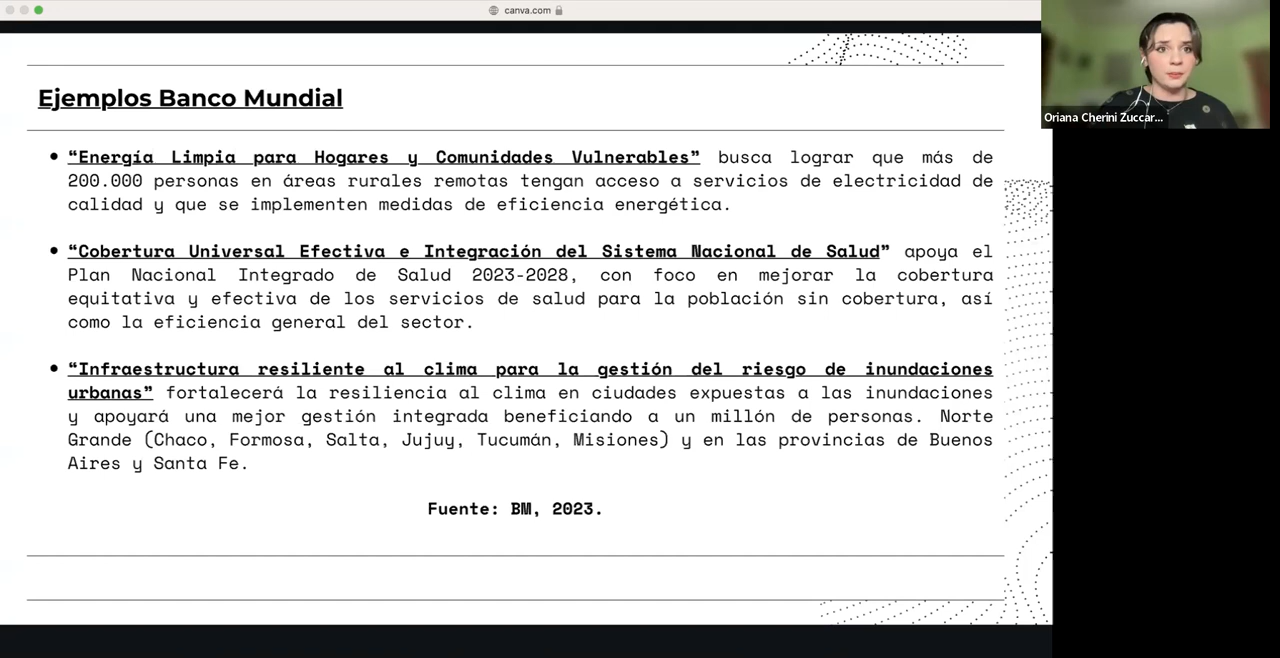 canva.com
Oriana Cherini Zuccar...
Ejemplos Banco Mundial
• “Energía Limpia para Hogares y Comunidades Vulnerables” busca lograr que más de
200.000 personas en áreas rurales remotas tengan acceso a servicios de electricidad de
calidad y que se implementen medidas de eficiencia energética.
• “Cobertura Universal Efectiva e Integración del Sistema Nacional de Salud” apoya el
Plan Nacional Integrado de Salud 2023-2028, con foco en mejorar la cobertura
equitativa y efectiva de los servicios de salud para la población sin cobertura, así
como la eficiencia general del sector.
• “Infraestructura resiliente al clima para la gestión del riesgo de inundaciones
urbanas” fortalecerá la resiliencia al clima en ciudades expuestas a las inundaciones
y apoyará una mejor gestión integrada beneficiando a un millón de personas. Norte
Grande (Chaco, Formosa, Salta, Jujuy, Tucumán, Misiones) y en las provincias de Buenos
Aires y Santa Fe.
Fuente: BM, 2023.